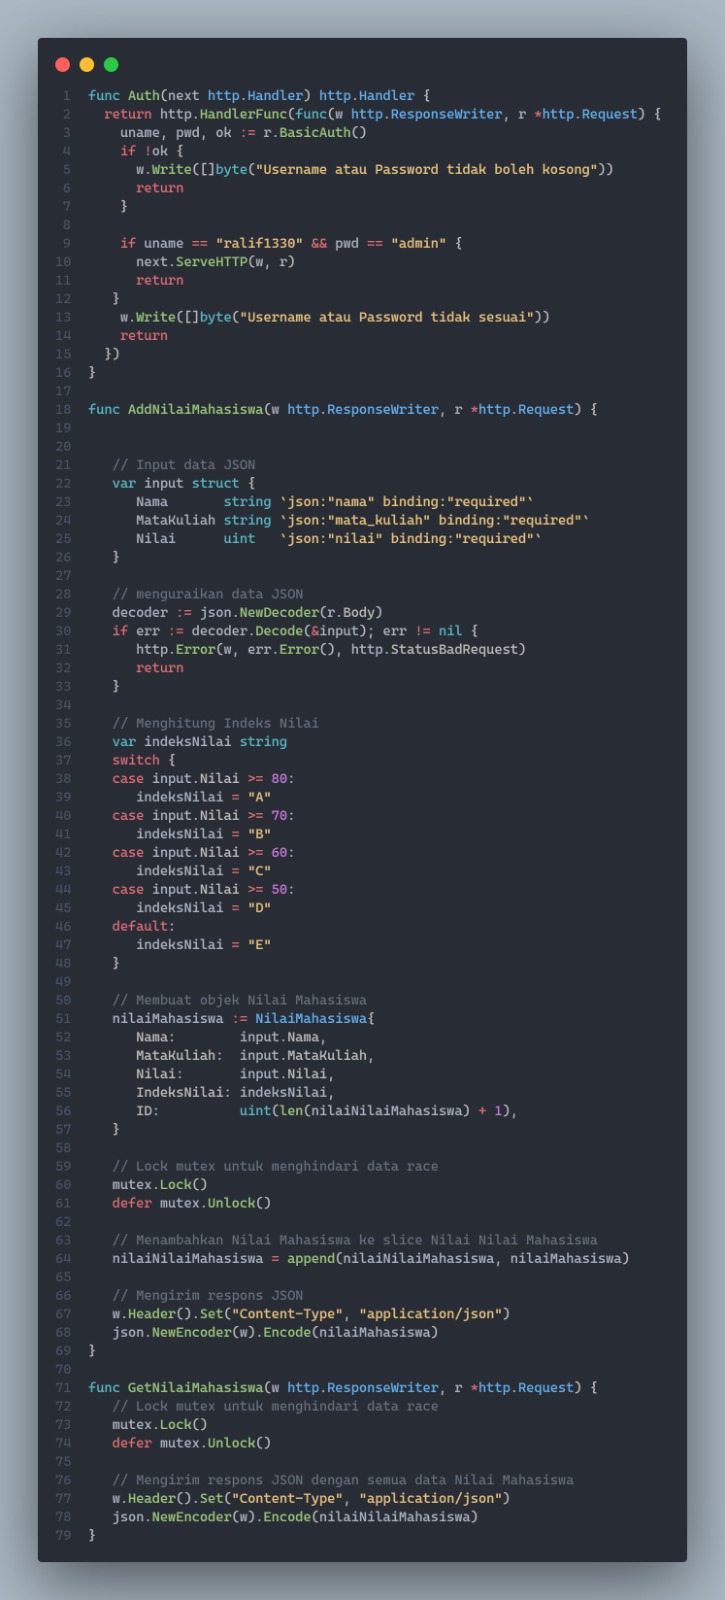 1 func Auth(next http.Handler) http.Handler {
2   return http.HandlerFunc(func(w http.ResponseWriter, r *http.Request) {
3     uname, pwd, ok := r.BasicAuth()
4     if !ok {
5       w.Write([]byte("Username atau Password tidak boleh kosong"))
6       return
7     }
8
9     if uname == "ralif1330" && pwd == "admin" {
10       next.ServeHTTP(w, r)
11       return
12    }
13     w.Write([]byte("Username atau Password tidak sesuai"))
14     return
15   })
16 }
17
18 func AddNilaiMahasiswa(w http.ResponseWriter, r *http.Request) {
19
20
21    // Input data JSON
22    var input struct {
23       Nama       string `json:"nama" binding:"required"`
24       MataKuliah string `json:"mata_kuliah" binding:"required"`
25       Nilai      uint   `json:"nilai" binding:"required"`
26    }
27
28    // menguraikan data JSON
29    decoder := json.NewDecoder(r.Body)
30    if err := decoder.Decode(&input); err != nil {
31       http.Error(w, err.Error(), http.StatusBadRequest)
32       return
33    }
34
35    // Menghitung Indeks Nilai
36    var indeksNilai string
37    switch {
38    case input.Nilai >= 80:
39       indeksNilai = "A"
40    case input.Nilai >= 70:
41       indeksNilai = "B"
42    case input.Nilai >= 60:
43       indeksNilai = "C"
44    case input.Nilai >= 50:
45       indeksNilai = "D"
46    default:
47       indeksNilai = "E"
48    }
49
50    // Membuat objek Nilai Mahasiswa
51    nilaiMahasiswa := NilaiMahasiswa{
52       Nama:        input.Nama,
53       MataKuliah:  input.MataKuliah,
54       Nilai:       input.Nilai,
55       IndeksNilai: indeksNilai,
56       ID:          uint(len(nilaiNilaiMahasiswa) + 1),
57    }
58
59    // Lock mutex untuk menghindari data race
60    mutex.Lock()
61    defer mutex.Unlock()
62
63    // Menambahkan Nilai Mahasiswa ke slice Nilai Nilai Mahasiswa
64    nilaiNilaiMahasiswa = append(nilaiNilaiMahasiswa, nilaiMahasiswa)
65
66    // Mengirim respons JSON
67    w.Header().Set("Content-Type", "application/json")
68    json.NewEncoder(w).Encode(nilaiMahasiswa)
69 }
70
71 func GetNilaiMahasiswa(w http.ResponseWriter, r *http.Request) {
72    // Lock mutex untuk menghindari data race
73    mutex.Lock()
74    defer mutex.Unlock()
75
76    // Mengirim respons JSON dengan semua data Nilai Mahasiswa
77    w.Header().Set("Content-Type", "application/json")
78    json.NewEncoder(w).Encode(nilaiNilaiMahasiswa)
79 }